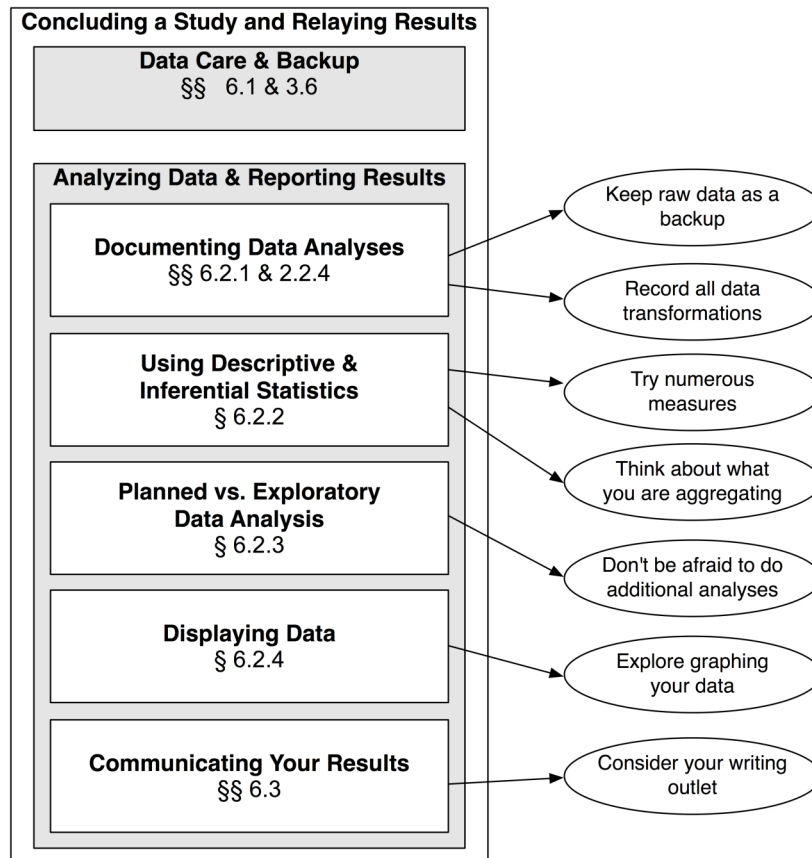 Concluding a Study and Relaying Results
Data Care & Backup
§§ 6.1 & 3.6
Analyzing Data & Reporting Results
Documenting Data Analyses
§§ 6.2.1 & 2.2.4
Using Descriptive &
Inferential Statistics
§ 6.2.2
Planned vs. Exploratory
Data Analysis
§ 6.2.3
Displaying Data
§ 6.2.4
Communicating Your Results
§§ 6.3
Keep raw data as a
backup
Record all data
transformations
Try numerous
measures
Think about what
you are aggregating
Don't be afraid to do
additional analyses
Explore graphing
your data
Consider your writing
outlet